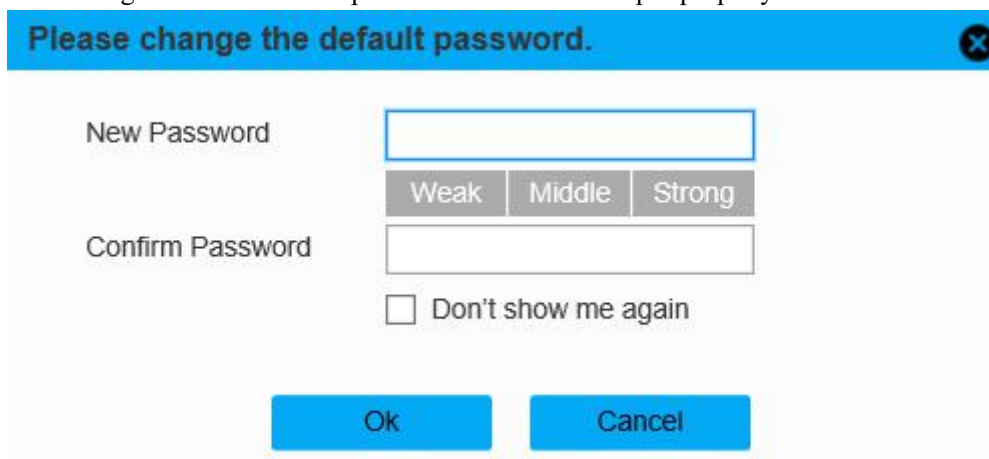 Please change the default password.
New Password
Weak Middle Strong
Confirm Password
Don't show me again
Ok Cancel